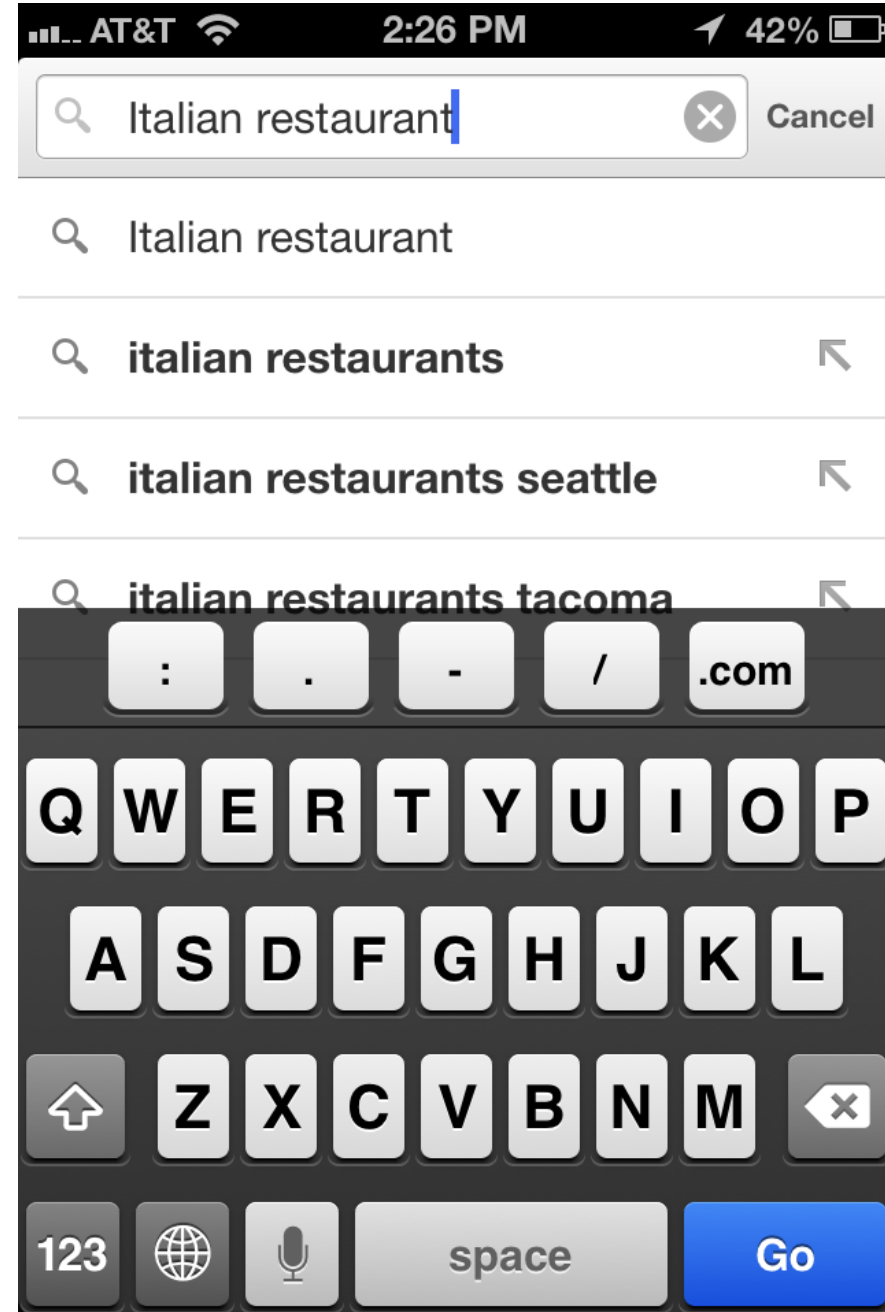 AT&T 2:26 PM 42%
Italian restaurant Cancel
Italian restaurant
italian restaurants
italian restaurants seattle
italian restaurants tacoma
: . - / .com
Q W E R T Y U I O P
A S D F G H J K L
Z X C V B N M
123 space Go